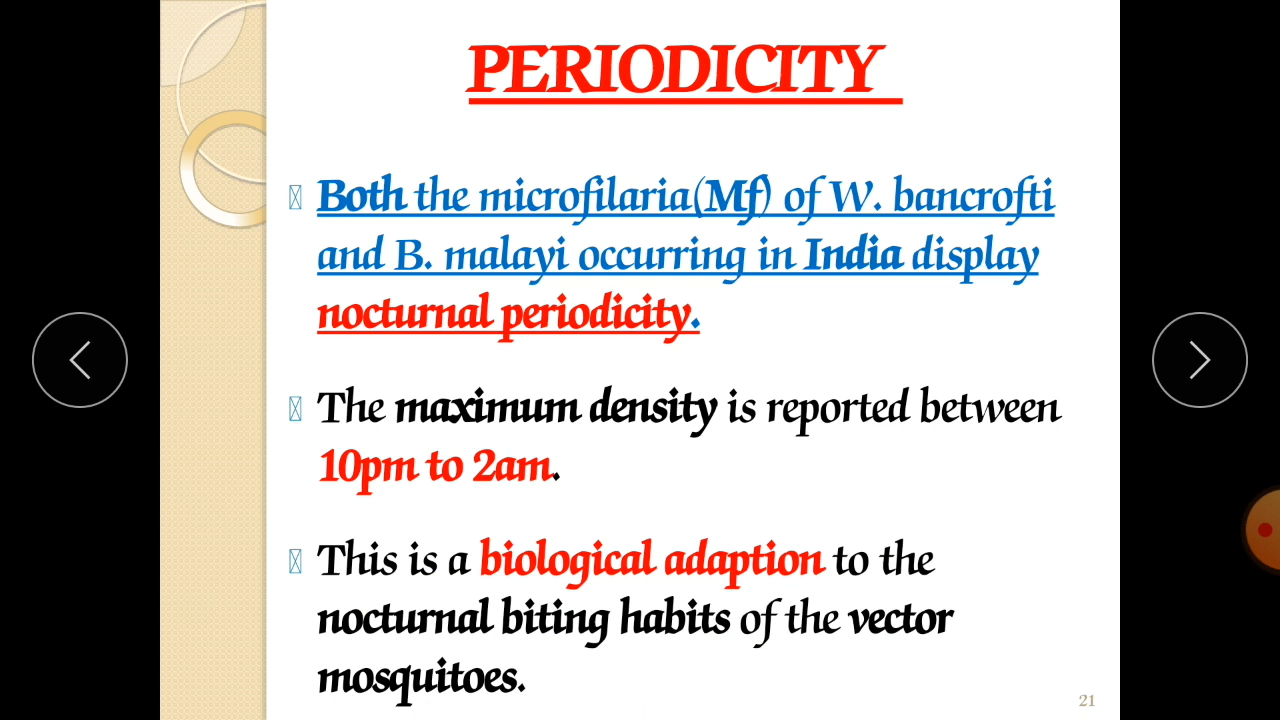 PERIODICITY
Both the microfilaria(Mf) of W. bancrofti
and B. malayi occurring in India display
nocturnal periodicity.
The maximum density is reported between
10pm to 2am.
This is a biological adaption to the
nocturnal biting habits of the vector
mosquitoes.
21